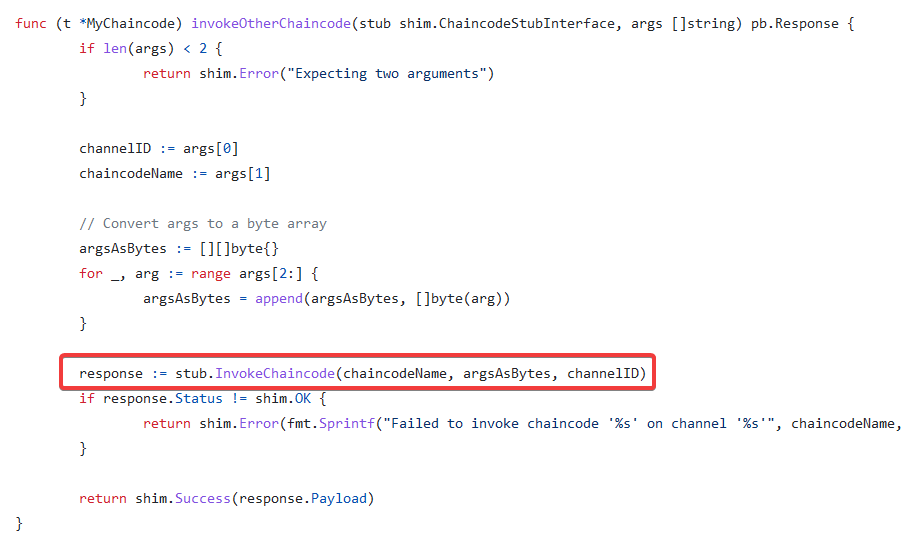 func (t *MyChaincode) invokeOtherChaincode(stub shim.ChaincodeStubInterface, args []string) pb.Response {
if len(args) < 2 {
return shim.Error("Expecting two arguments")
}
channelID := args[0]
chaincodeName := args[1]
// Convert args to a byte array
argsAsBytes := [][]byte{}
for _, arg := range args[2:] {
argsAsBytes = append(argsAsBytes, []byte(arg))
}
response := stub.InvokeChaincode(chaincodeName, argsAsBytes, channelID)
if response.Status != shim.OK {
return shim.Error(fmt.Sprintf("Failed to invoke chaincode '%s' on channel '%s'", chaincodeName,
}
return shim.Success(response.Payload)
}